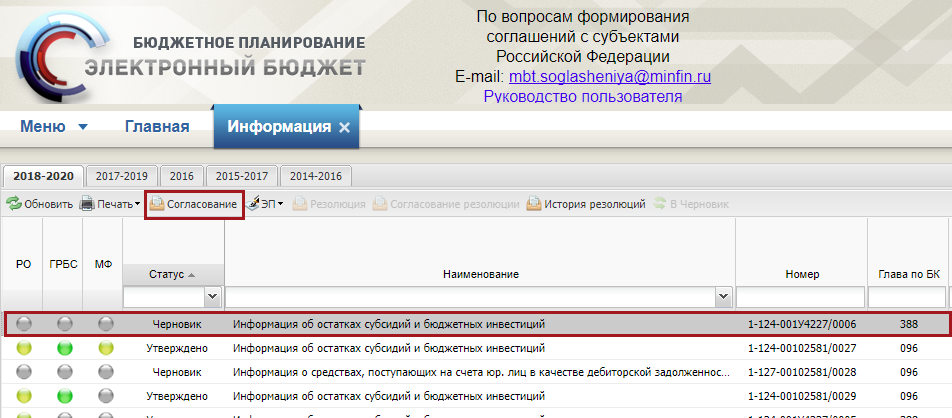 БЮДЖЕТНОЕ ПЛАНИРОВАНИЕ
ЭЛЕКТРОННЫЙ БЮДЖЕТ
По вопросам формирования
соглашений с субъектами
Российской Федерации
E-mail: mbt.soglasheniya@minfin.ru
Руководство пользователя
Меню Главная Информация
2018-2020 2017-2019 2016 2015-2017 2014-2016
Обновить Печать Согласование ЭП Резолюция Согласование резолюции История резолюций В Черновик
РО ГРБС МФ Статус Наименование Номер Глава по БК
Черновик Информация об остатках субсидий и бюджетных инвестиций 1-124-001У4227/0006 388
Утверждено Информация об остатках субсидий и бюджетных инвестиций 1-124-00102581/0027 096
Черновик Информация о средствах, поступающих на счета юр. лиц в качестве дебиторской задолженнос... 1-127-00102581/0028 096
Утверждено Информация об остатках субсидий и бюджетных инвестиций 1-124-00102581/0029 096